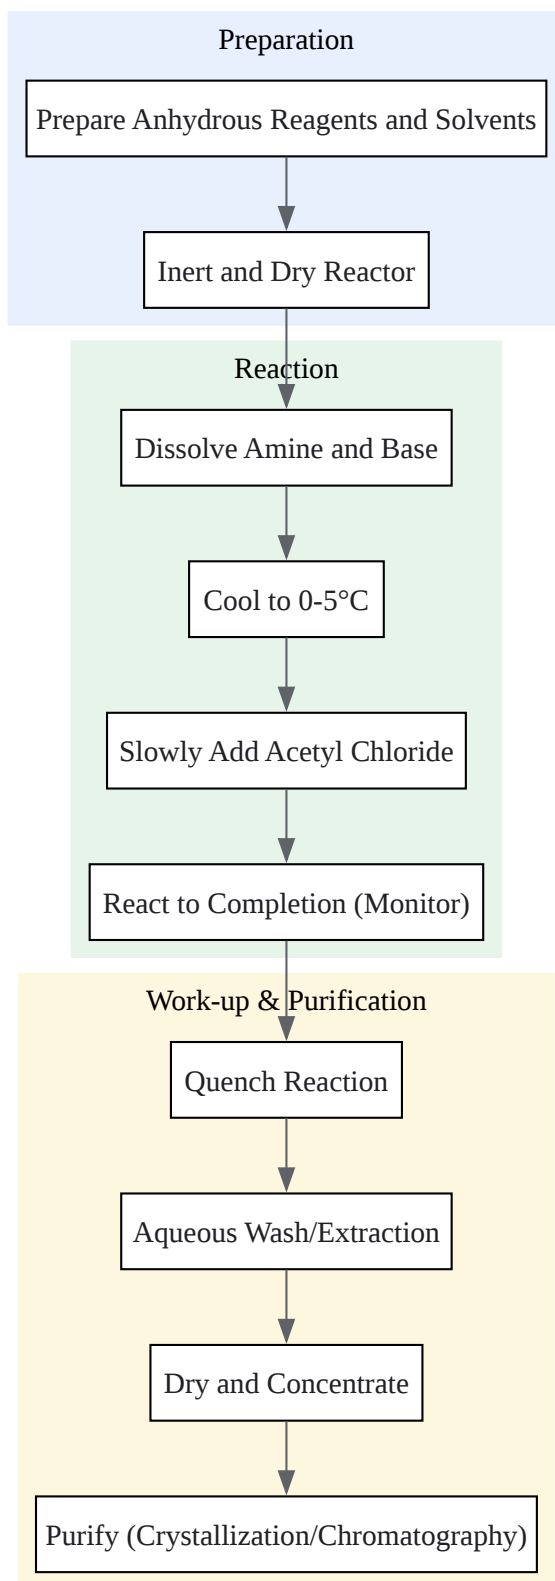 Preparation
Prepare Anhydrous Reagents and Solvents
Inert and Dry Reactor
Reaction
Dissolve Amine and Base
Cool to 0-5°C
Slowly Add Acetyl Chloride
React to Completion (Monitor)
Work-up & Purification
Quench Reaction
Aqueous Wash/Extraction
Dry and Concentrate
Purify (Crystallization/Chromatography)